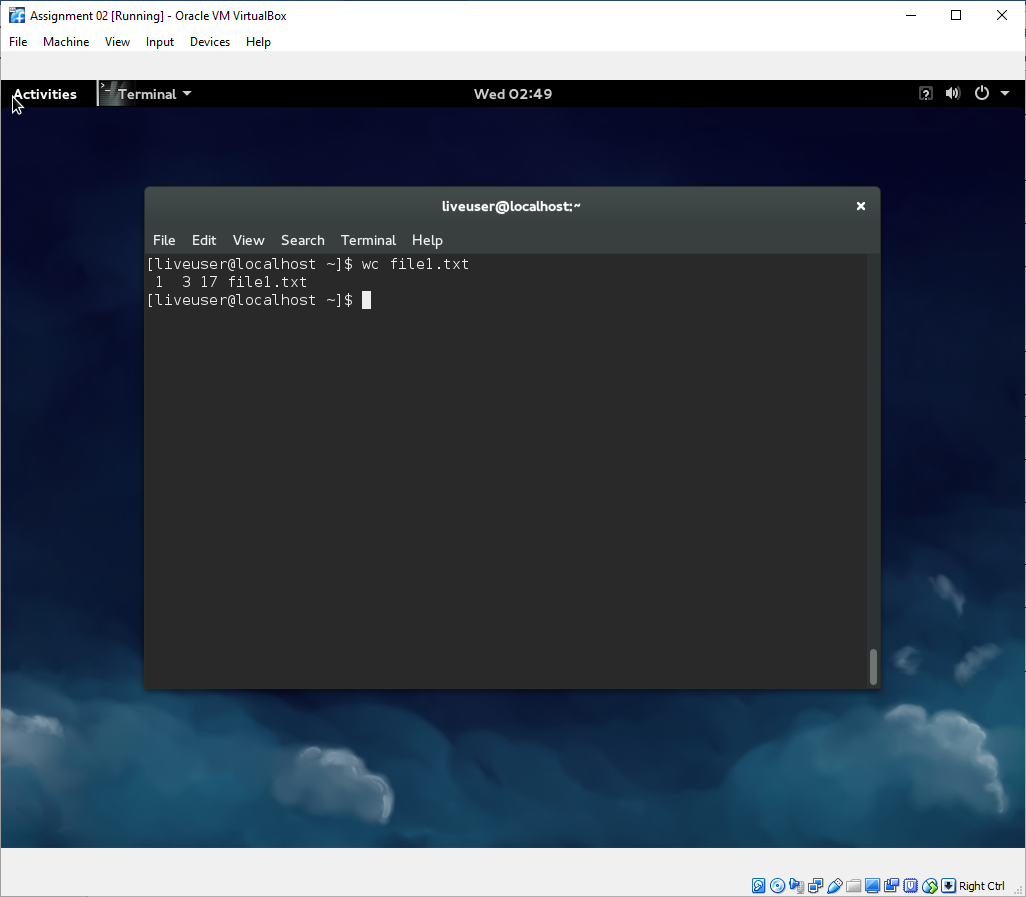 Assignment 02 [Running] - Oracle VM VirtualBox
File Machine View Input Devices Help
Activities Terminal Wed 02:49
liveuser@localhost:~
File Edit View Search Terminal Help
[liveuser@localhost ~]$ wc file1.txt
 1  3 17 file1.txt
[liveuser@localhost ~]$
Right Ctrl